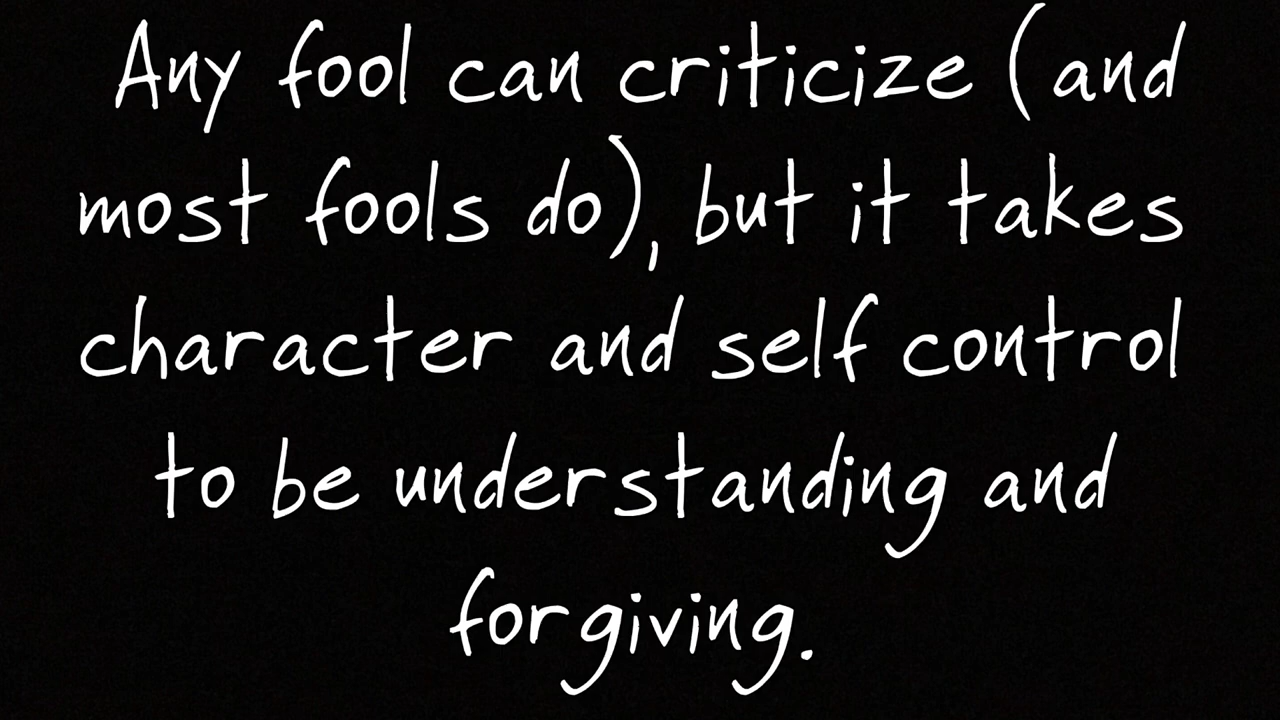 Any fool can criticize (and
most fools do), but it takes
character and self control
to be understanding and
forgiving.